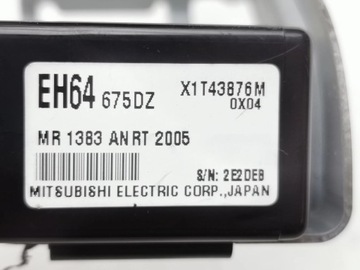 EH64 675DZ X1T43876M
0X04
MR 1383 ANRT 2005
S/N: 2E2DEB
MITSUBISHI ELECTRIC CORP.,JAPAN